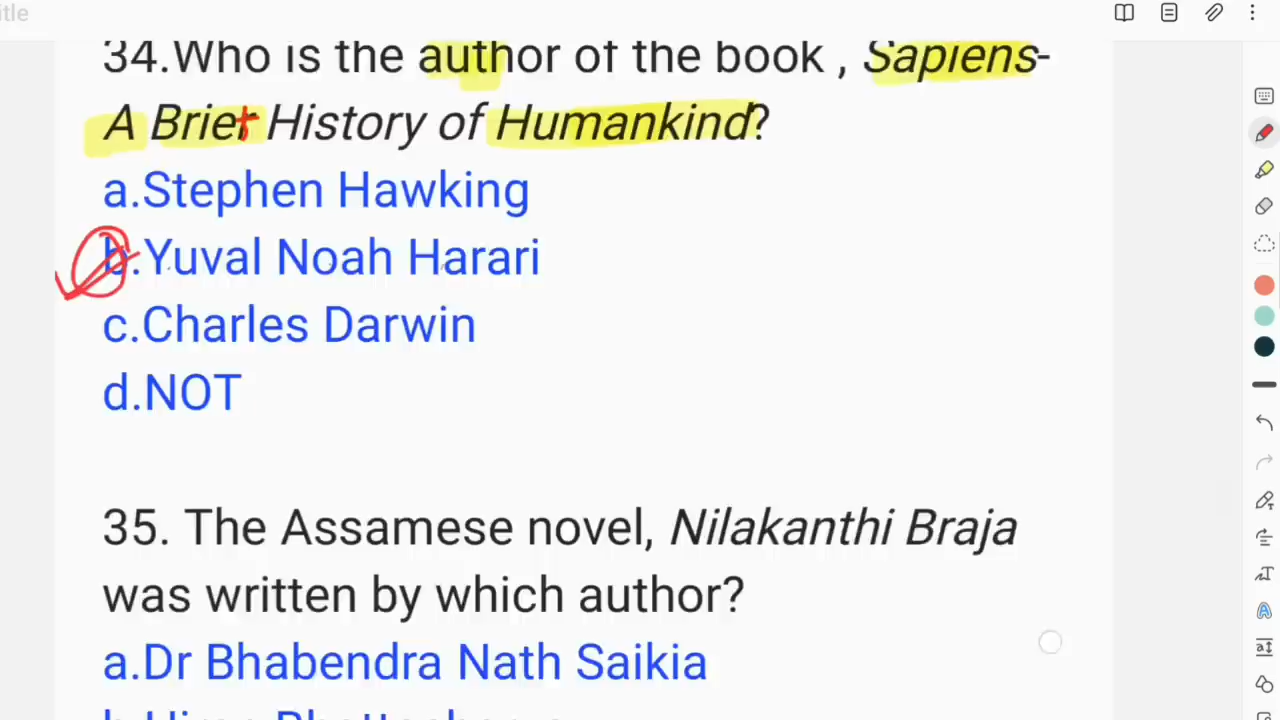 itle
34.Who is the author of the book , Sapiens-
A Brief History of Humankind?
a.Stephen Hawking
b.Yuval Noah Harari
c.Charles Darwin
d.NOT
35. The Assamese novel, Nilakanthi Braja
was written by which author?
a.Dr Bhabendra Nath Saikia